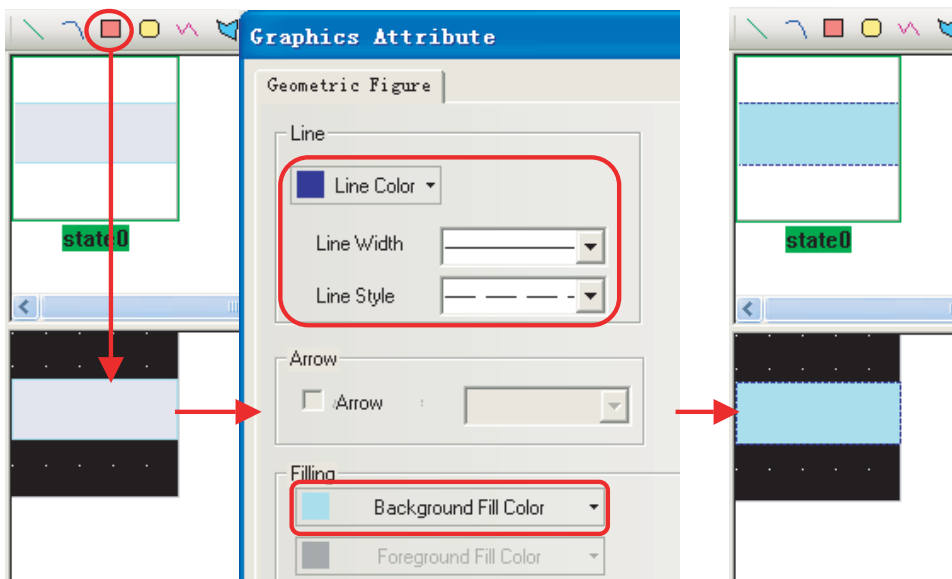 Graphics Attribute
Geometric Figure
Line
Line Color
Line Width
Line Style
Arrow
Arrow
Filling
Background Fill Color
Foreground Fill Color
state0
state0